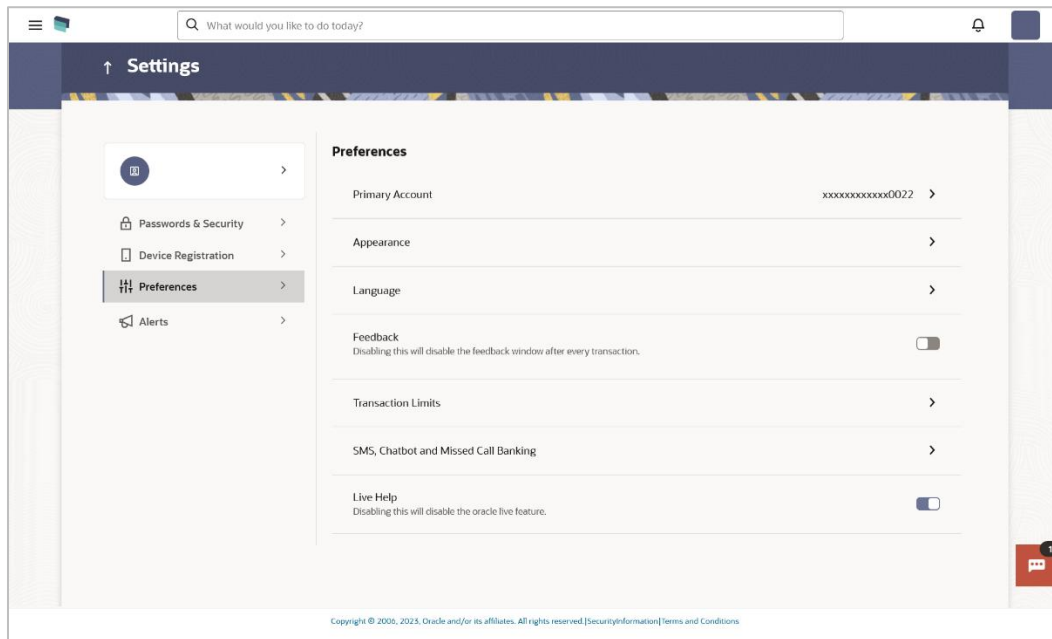 What would you like to do today?
↑ Settings
Preferences
Primary Account xxxxxxxxxxxx0022
Passwords & Security
Appearance
Device Registration
Preferences
Language
Alerts
Feedback
Disabling this will disable the feedback window after every transaction.
Transaction Limits
SMS, Chatbot and Missed Call Banking
Live Help
Disabling this will disable the oracle live feature.
Copyright © 2006, 2023, Oracle and/or its affiliates. All rights reserved.|SecurityInformation|Terms and Conditions